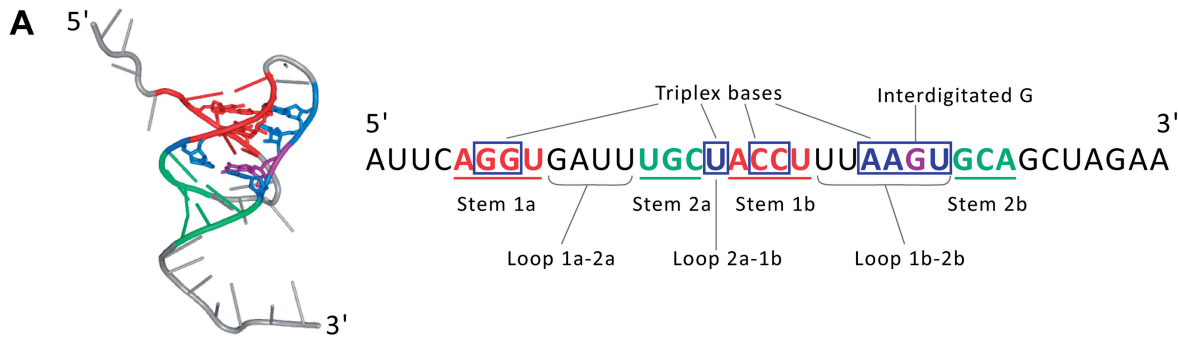 A
5'
3'
Triplex bases
Interdigitated G
5'
3'
AUUCAGGUGAUUUGCUACCUUUAAGUGCAGCUAGAA
Stem 1a
Stem 2a
Stem 1b
Stem 2b
Loop 1a-2a
Loop 2a-1b
Loop 1b-2b